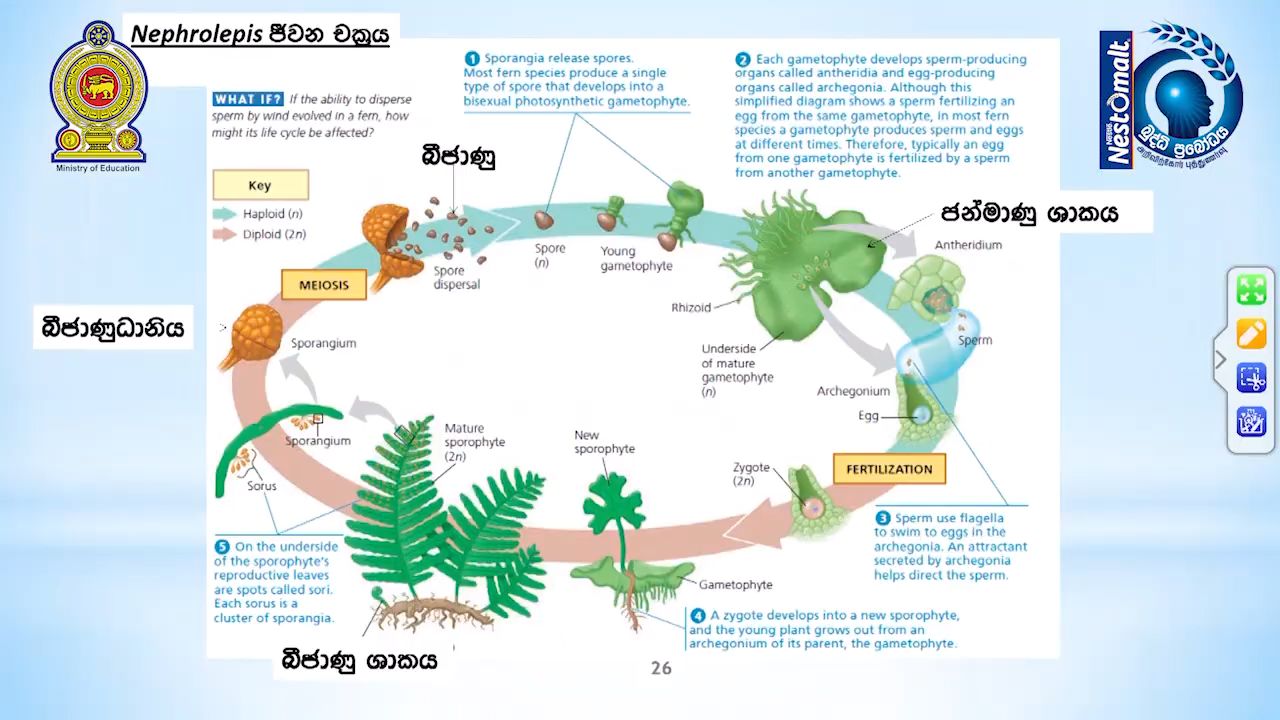 Nephrolepis ජීවන චක්‍රය
Ministry of Education
WHAT IF? If the ability to disperse
sperm by wind evolved in a fern, how
might its life cycle be affected?
Key
Haploid (n)
Diploid (2n)
1 Sporangia release spores.
Most fern species produce a single
type of spore that develops into a
bisexual photosynthetic gametophyte.
2 Each gametophyte develops sperm-producing
organs called antheridia and egg-producing
organs called archegonia. Although this
simplified diagram shows a sperm fertilizing an
egg from the same gametophyte, in most fern
species a gametophyte produces sperm and eggs
at different times. Therefore, typically an egg
from one gametophyte is fertilized by a sperm
from another gametophyte.
Nestlé
NESTOMALT
බුද්ධි ප්‍රබෝධය
බීජාණු
ජන්මාණු ශාකය
Spore
dispersal
Spore
(n)
Young
gametophyte
Antheridium
MEIOSIS
Rhizoid
බීජාණුධානිය
Sporangium
Sperm
Underside
of mature
gametophyte
(n)
Archegonium
Egg
Sporangium
Sorus
Mature
sporophyte
(2n)
New
sporophyte
Zygote
(2n)
FERTILIZATION
3 Sperm use flagella
to swim to eggs in the
archegonia. An attractant
secreted by archegonia
helps direct the sperm.
5 On the underside
of the sporophyte's
reproductive leaves
are spots called sori.
Each sorus is a
cluster of sporangia.
Gametophyte
4 A zygote develops into a new sporophyte,
and the young plant grows out from an
archegonium of its parent, the gametophyte.
බීජාණු ශාකය
26